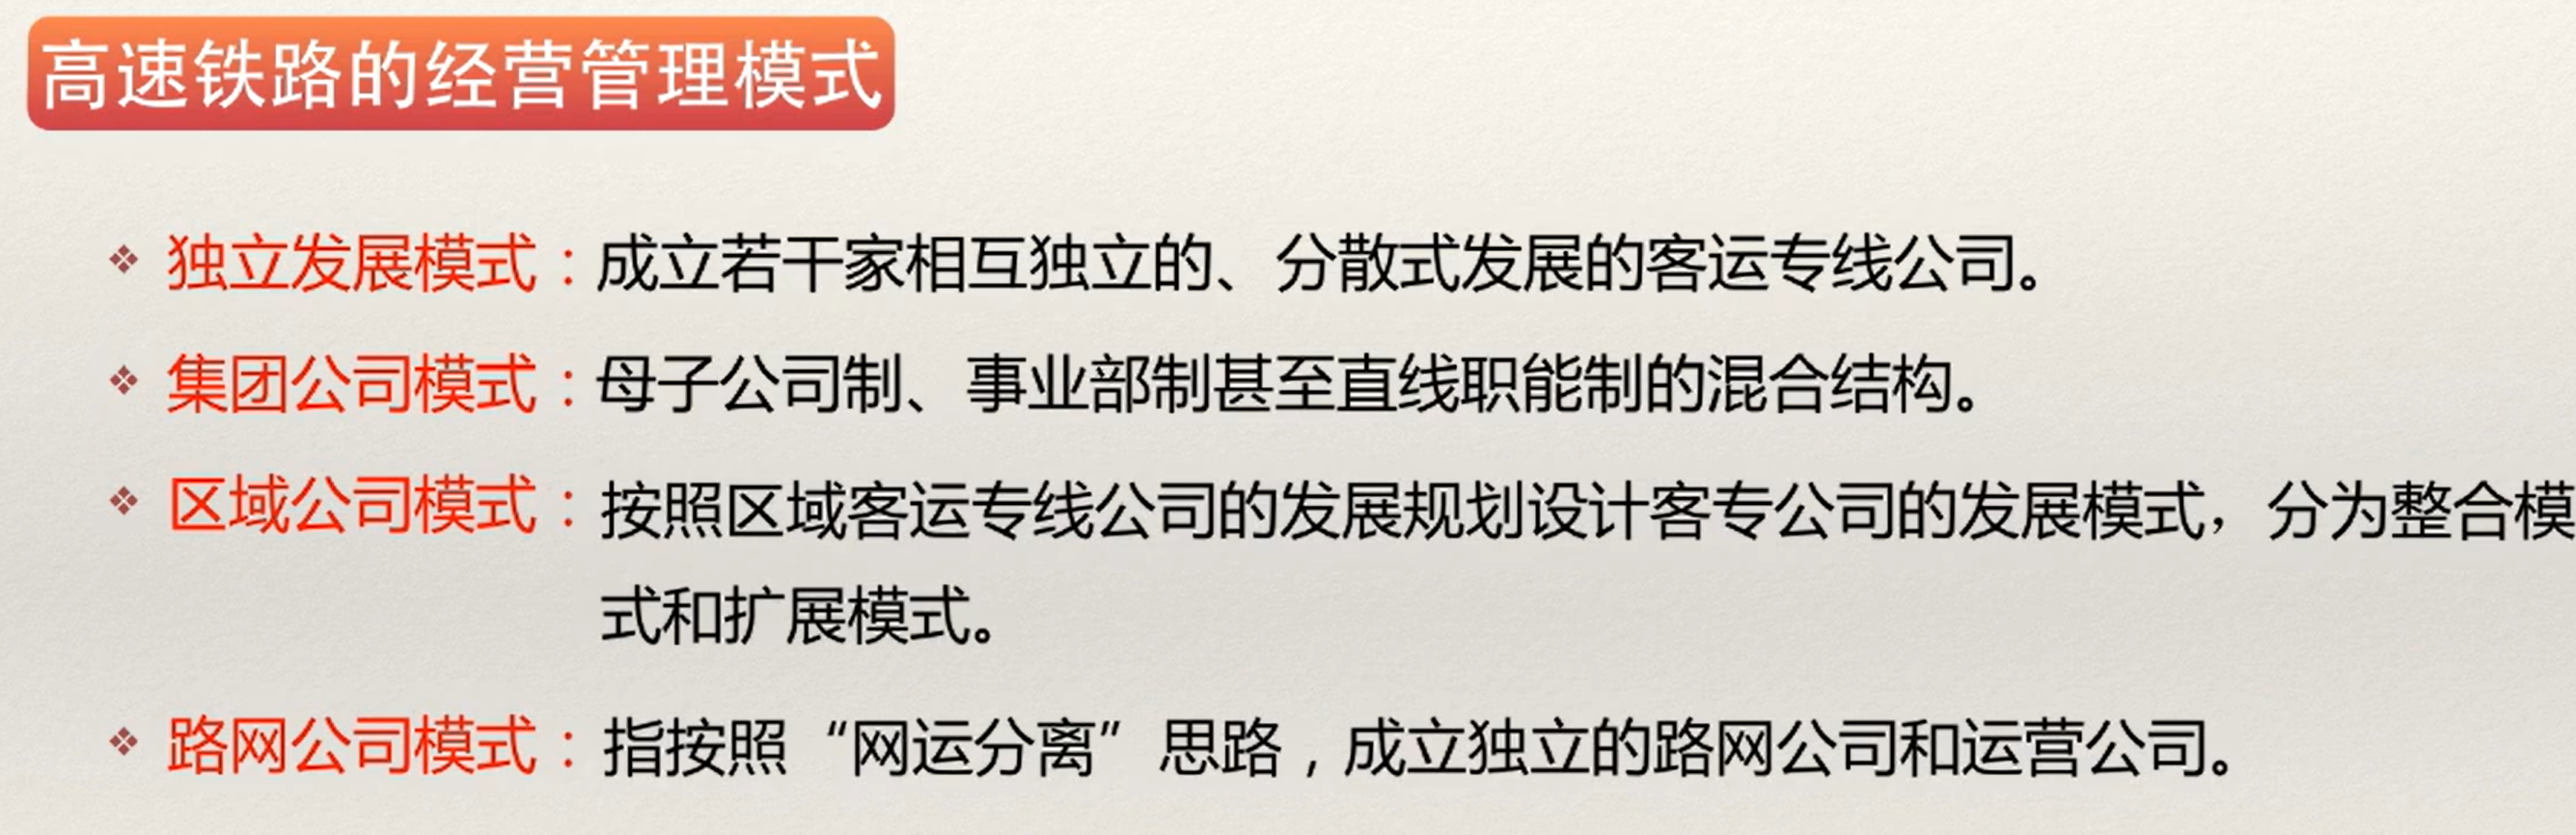 高速铁路的经营管理模式
❖ 独立发展模式：成立若干家相互独立的、分散式发展的客运专线公司。
❖ 集团公司模式：母子公司制、事业部制甚至直线职能制的混合结构。
❖ 区域公司模式：按照区域客运专线公司的发展规划设计客专公司的发展模式，分为整合模
式和扩展模式。
❖ 路网公司模式：指按照“网运分离”思路，成立独立的路网公司和运营公司。